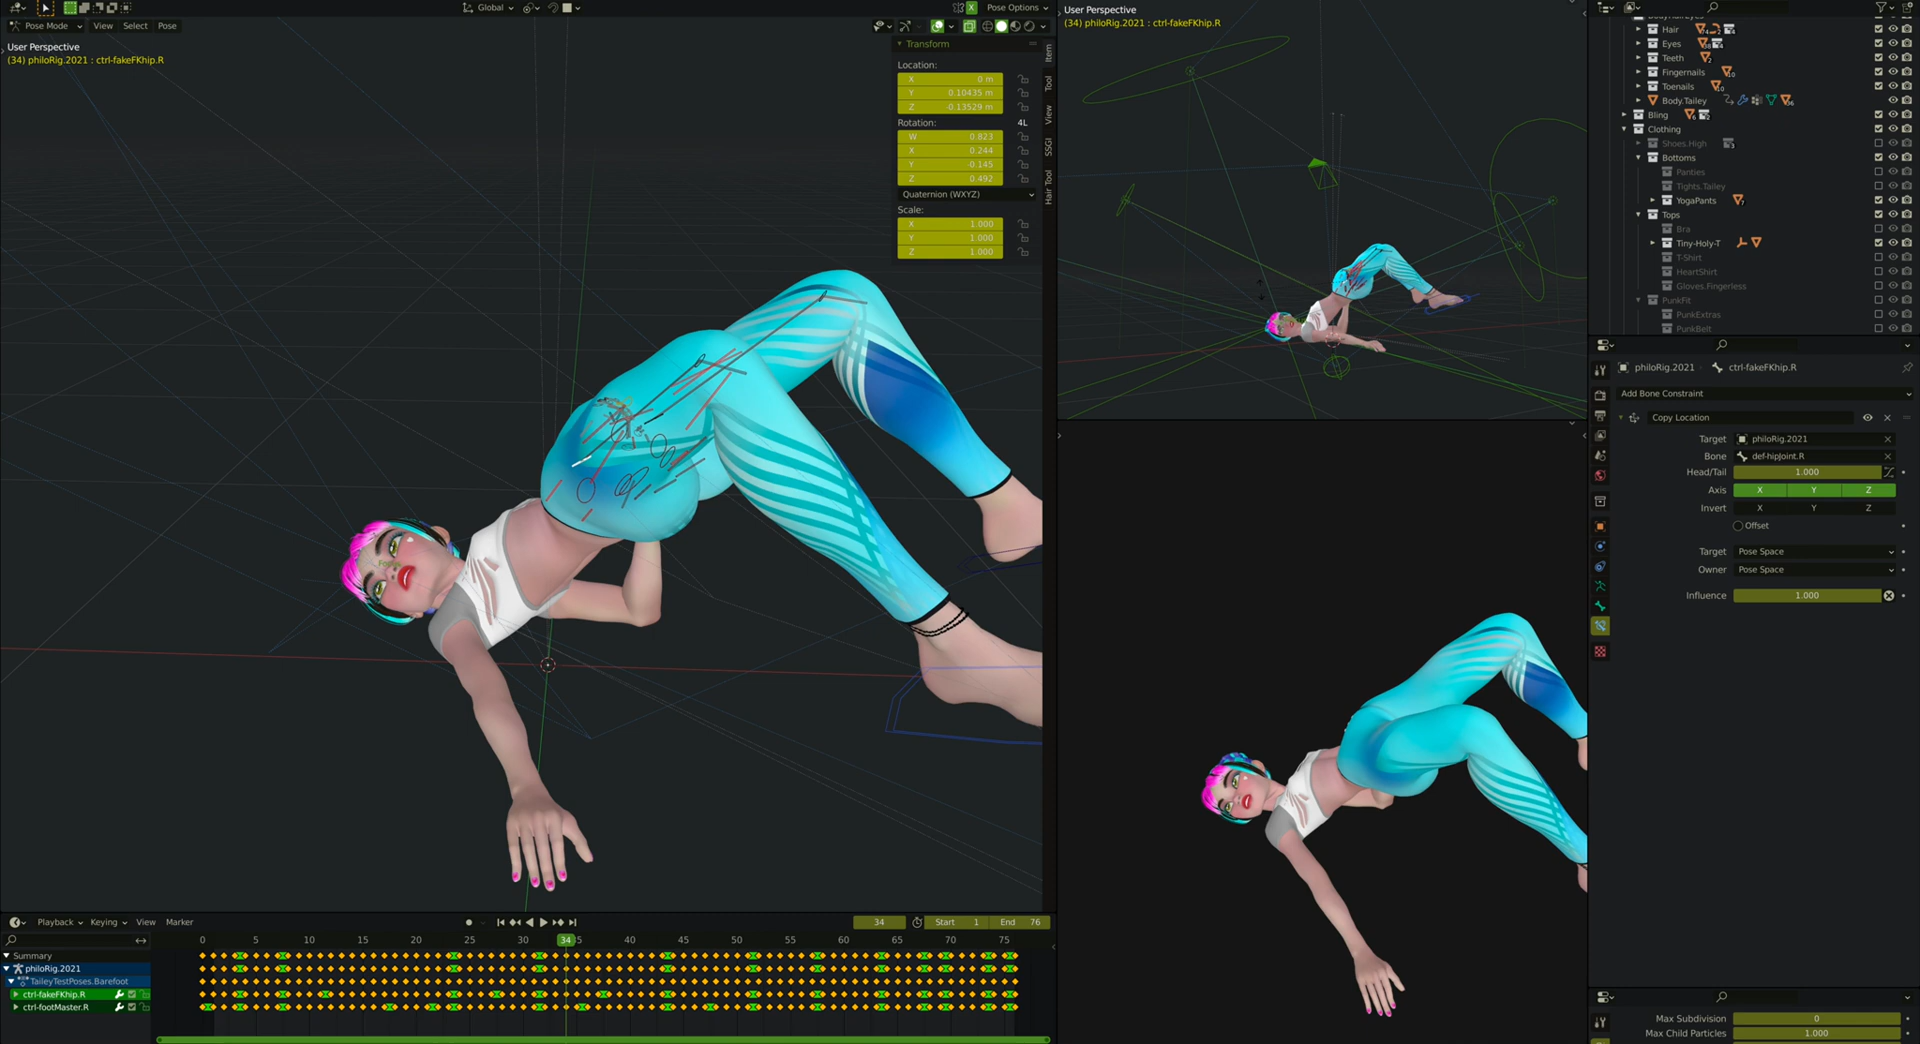 Global
Pose Options
Pose Mode
View
Select
Pose
User Perspective
(34) philoRig.2021 : ctrl-fakeFKhip.R
Transform
Location:
X 0 m
Y 0.10435 m
Z -0.13529 m
Rotation: 4L
W 0.823
X 0.244
Y -0.145
Z 0.492
Quaternion (WXYZ)
Scale:
X 1.000
Y 1.000
Z 1.000
Item
Tool
View
SSGI
Hair Tool
User Perspective
(34) philoRig.2021 : ctrl-fakeFKhip.R
Hair
Eyes
Teeth
Fingernails
Toenails
Body.Tailey
Bling
Clothing
Shoes.High
Bottoms
Panties
Tights.Tailey
YogaPants
Tops
Bra
Tiny-Holy-T
T-Shirt
HeartShirt
Gloves.Fingerless
PunkFit
PunkExtras
PunkBelt
philoRig.2021
ctrl-fakeFKhip.R
Add Bone Constraint
Copy Location
Target philoRig.2021
Bone def-hipJoint.R
Head/Tail 1.000
Axis X Y Z
Invert X Y Z
Offset
Target Pose Space
Owner Pose Space
Influence 1.000
Max Subdivision 0
Max Child Particles 1.000
Playback
Keying
View
Marker
34
Start 1
End 76
0 5 10 15 20 25 30 34 40 45 50 55 60 65 70 75
Summary
philoRig.2021
TaileyTestPoses.Barefoot
ctrl-fakeFKhip.R
ctrl-footMaster.R